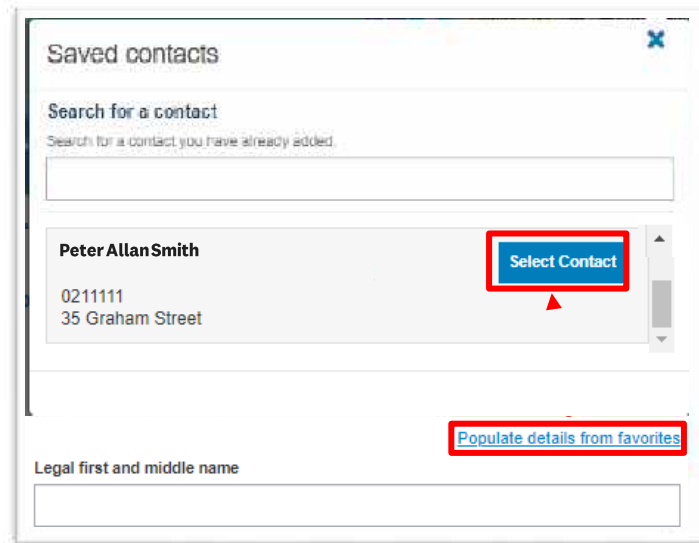 Saved contacts
Search for a contact
Search for a contact you have already added.
Peter Allan Smith
Select Contact
0211111
35 Graham Street
Populate details from favorites
Legal first and middle name